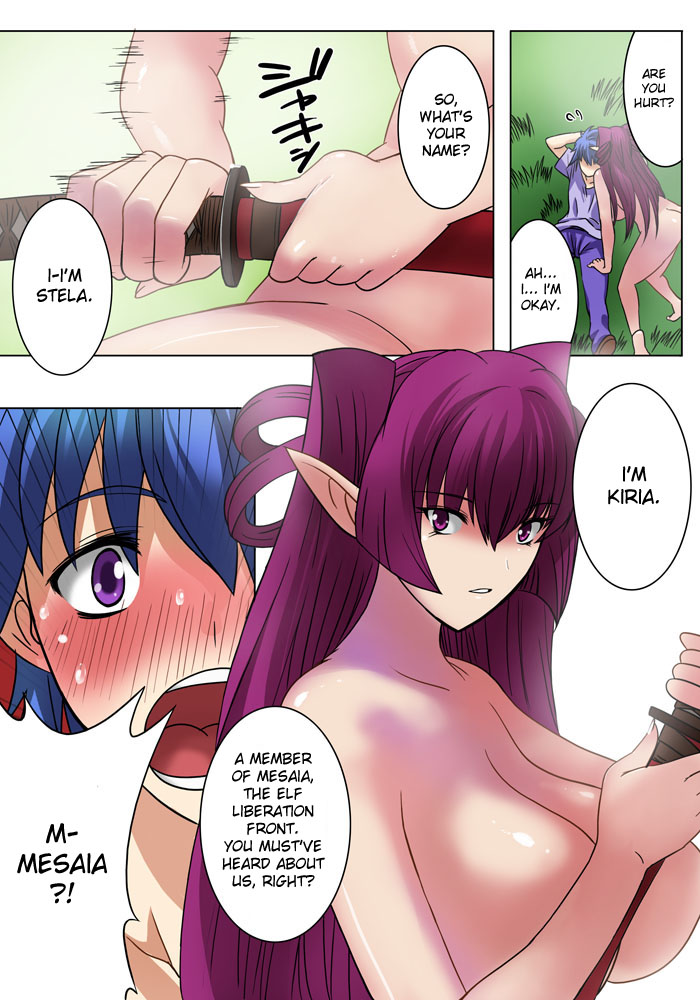 ARE
YOU
HURT?
AH...
I... I'M
OKAY.
ジャキッ
SO,
WHAT'S
YOUR
NAME?
I-I'M
STELA.
I'M
KIRIA.
A MEMBER
OF MESAIA,
THE ELF
LIBERATION
FRONT.
YOU MUST'VE
HEARD ABOUT
US, RIGHT?
M-
MESAIA
?!